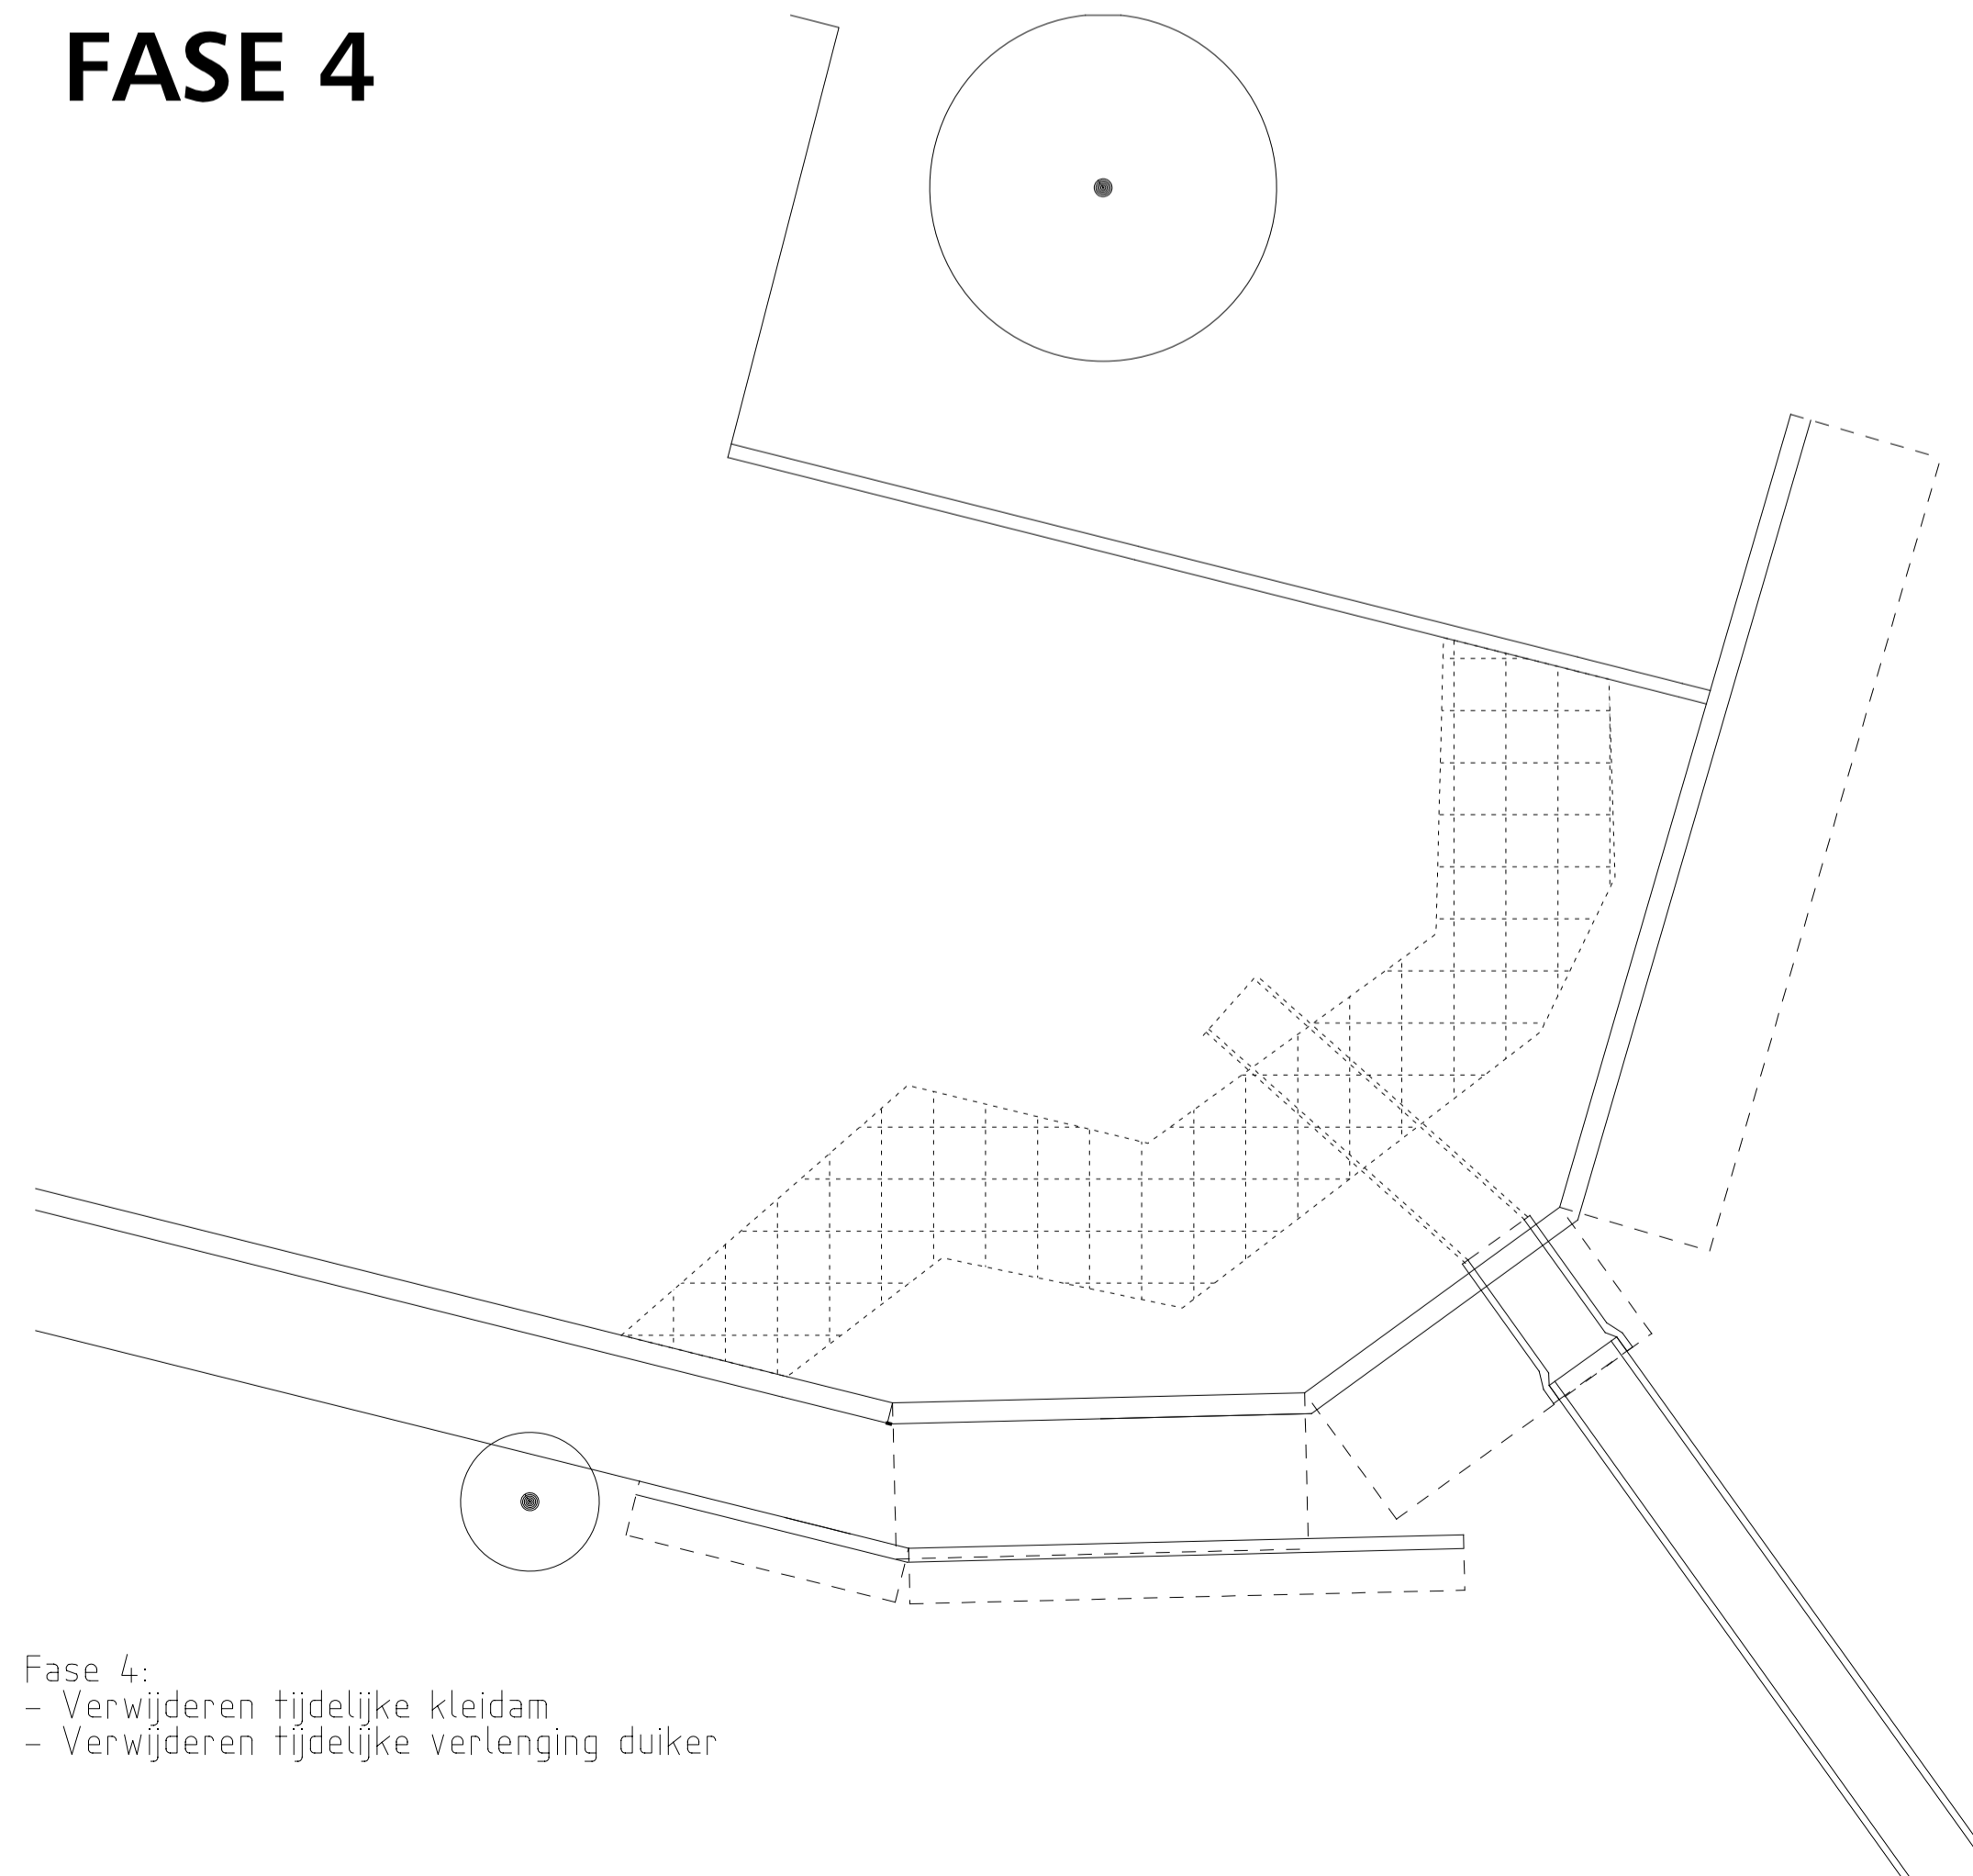 FASE 4
Fase 4:
- Verwijderen tijdelijke kleidam
- Verwijderen tijdelijke verlenging duiker